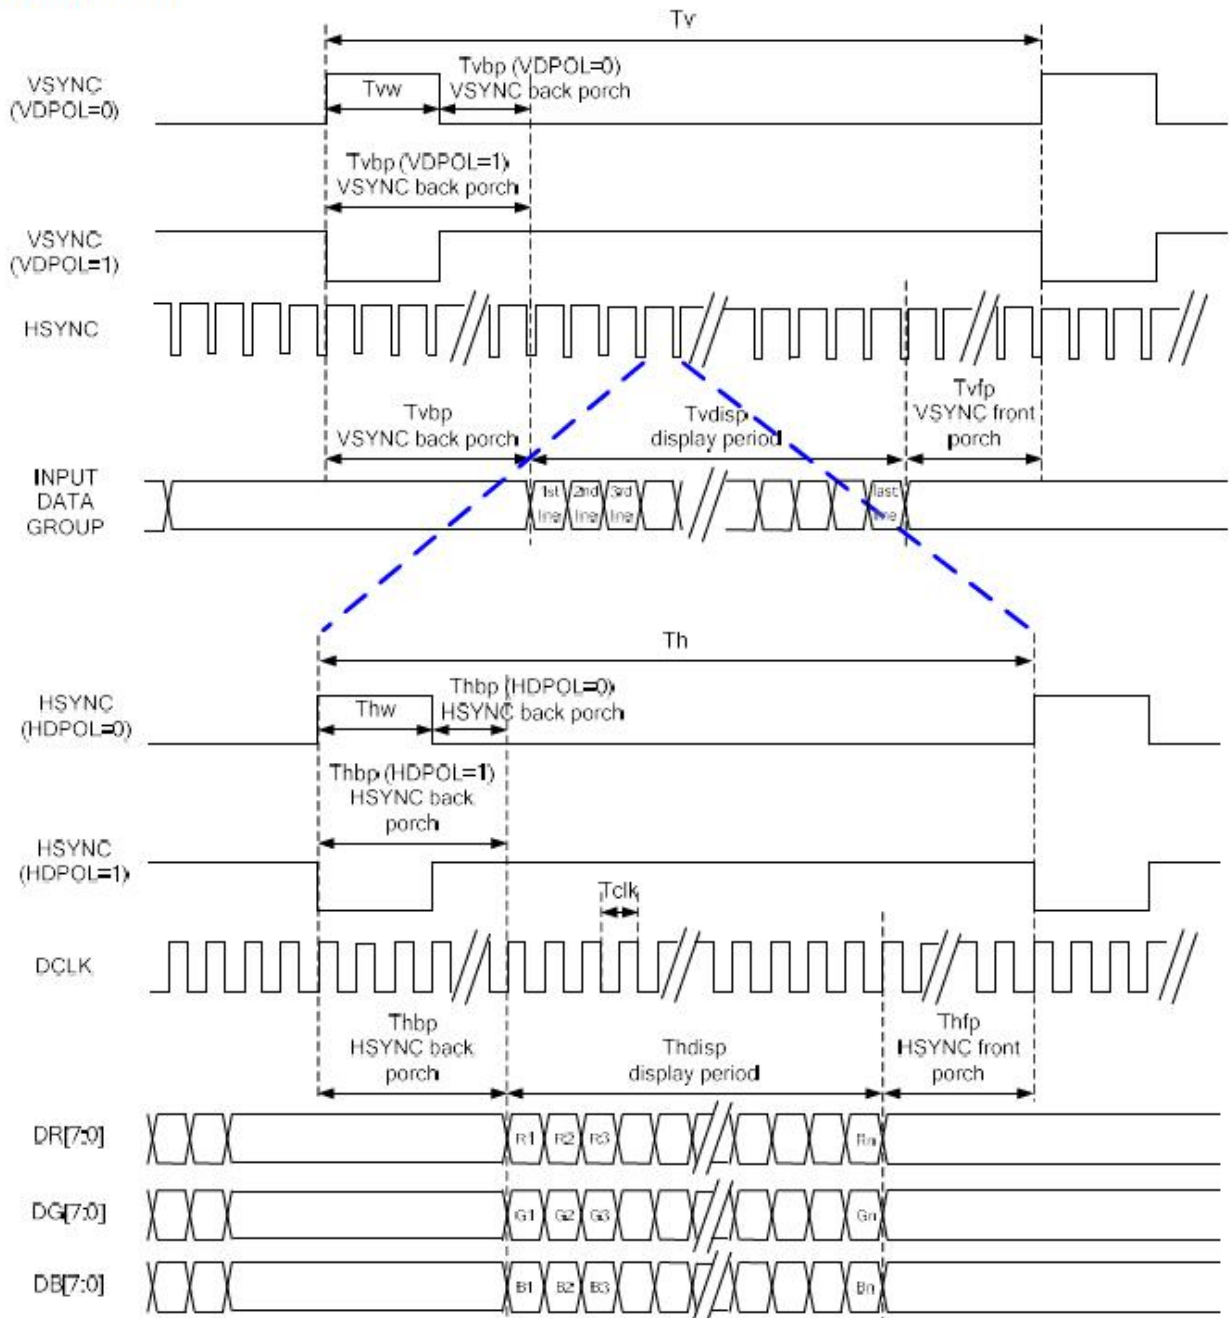 Tv
VSYNC
(VDPOL=0)
Tvw
Tvbp (VDPOL=0)
VSYNC back porch
Tvbp (VDPOL=1)
VSYNC back porch
VSYNC
(VDPOL=1)
HSYNC
Tvbp
VSYNC back porch
Tvdisp
display period
Tvfp
VSYNC front
porch
INPUT
DATA
GROUP
1st
line
2nd
line
3rd
line
last
line
Th
HSYNC
(HDPOL=0)
Thw
Thbp (HDPOL=0)
HSYNC back porch
Thbp (HDPOL=1)
HSYNC back
porch
HSYNC
(HDPOL=1)
Tclk
DCLK
Thbp
HSYNC back
porch
Thdisp
display period
Thfp
HSYNC front
porch
DR[7:0]
R1 R2 R3 Rn
DG[7:0]
G1 G2 G3 Gn
DB[7:0]
B1 B2 B3 Bn